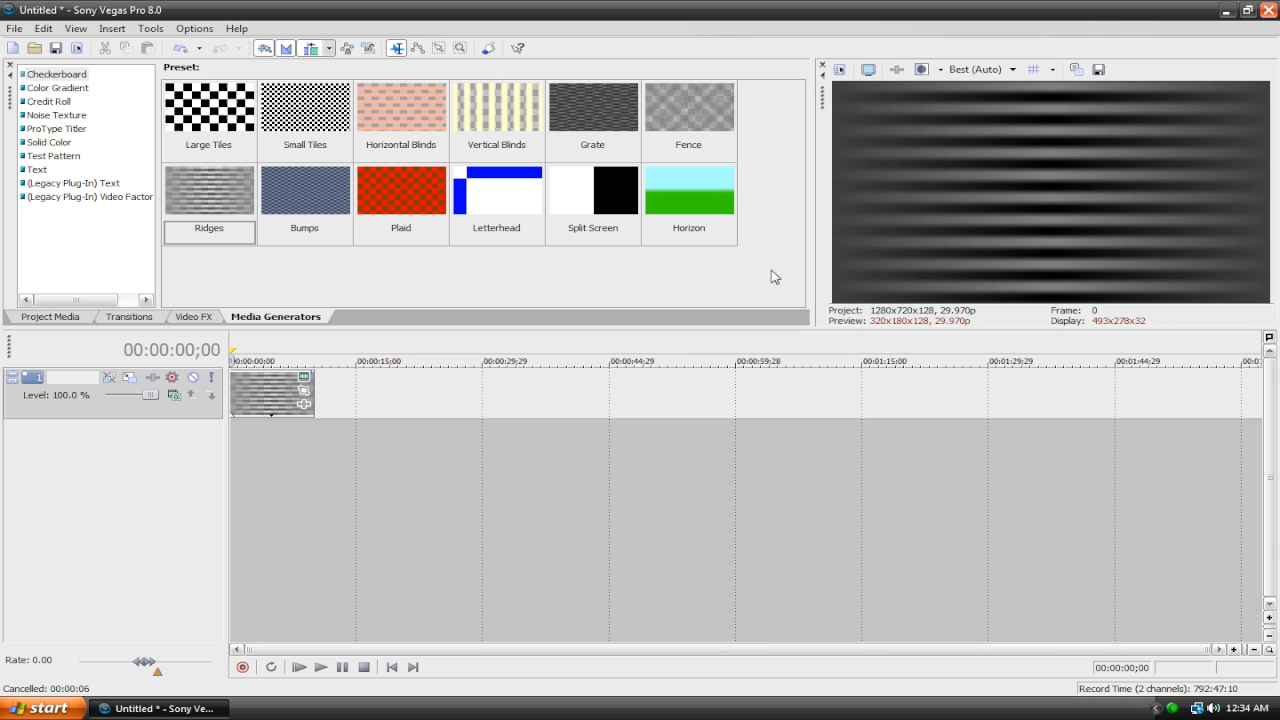 Untitled * - Sony Vegas Pro 8.0
File Edit View Insert Tools Options Help
Checkerboard
Color Gradient
Credit Roll
Noise Texture
ProType Titler
Solid Color
Test Pattern
Text
(Legacy Plug-In) Text
(Legacy Plug-In) Video Factor
Preset:
Large Tiles Small Tiles Horizontal Blinds Vertical Blinds Grate Fence
Ridges Bumps Plaid Letterhead Split Screen Horizon
Best (Auto)
Project: 1280x720x128, 29.970p Frame: 0
Preview: 320x180x128, 29.970p Display: 493x278x32
Project Media Transitions Video FX Media Generators
00:00:00;00
00:00:00;00 00:00:15;00 00:00:29;29 00:00:44;29 00:00:59;28 00:01:15;00 00:01:29;29 00:01:44;29 00:0
1
Level: 100.0 %
Rate: 0.00
00:00:00;00
Cancelled: 00:00:06
Record Time (2 channels): 792:47:10
start Untitled * - Sony Ve... 12:34 AM